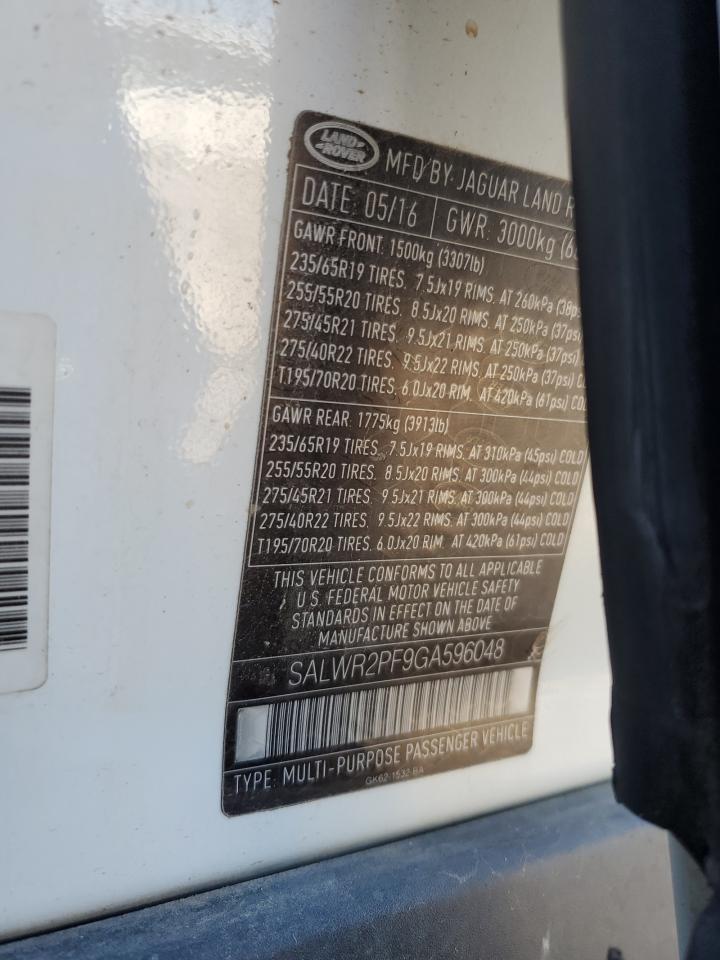 LAND ROVER
MFD BY JAGUAR LAND
DATE: 05/16 GWR: 3000kg
GAWR FRONT: 1500kg (3307lb)
235/65R19 TIRES, 7.5Jx19 RIMS, AT 260kPa (38psi
255/55R20 TIRES, 8.5Jx20 RIMS, AT 250kPa (37psi
275/45R21 TIRES, 9.5Jx21 RIMS, AT 250kPa (37psi)
275/40R22 TIRES, 9.5Jx22 RIMS, AT 250kPa (37psi) CO
T195/70R20 TIRES, 6.0Jx20 RIM, AT 420kPa (61psi) COL
GAWR REAR: 1775kg (3913lb)
235/65R19 TIRES, 7.5Jx19 RIMS, AT 310kPa (45psi) COLD
255/55R20 TIRES, 8.5Jx20 RIMS, AT 300kPa (44psi) COLD
275/45R21 TIRES, 9.5Jx21 RIMS, AT 300kPa (44psi) COLD
275/40R22 TIRES, 9.5Jx22 RIMS, AT 300kPa (44psi) COLD
T195/70R20 TIRES, 6.0Jx20 RIM, AT 420kPa (61psi) COLD
THIS VEHICLE CONFORMS TO ALL APPLICABLE
U.S. FEDERAL MOTOR VEHICLE SAFETY
STANDARDS IN EFFECT ON THE DATE OF
MANUFACTURE SHOWN ABOVE
SALWR2PF9GA596048
TYPE: MULTI-PURPOSE PASSENGER VEHICLE
GK62-1532-BA